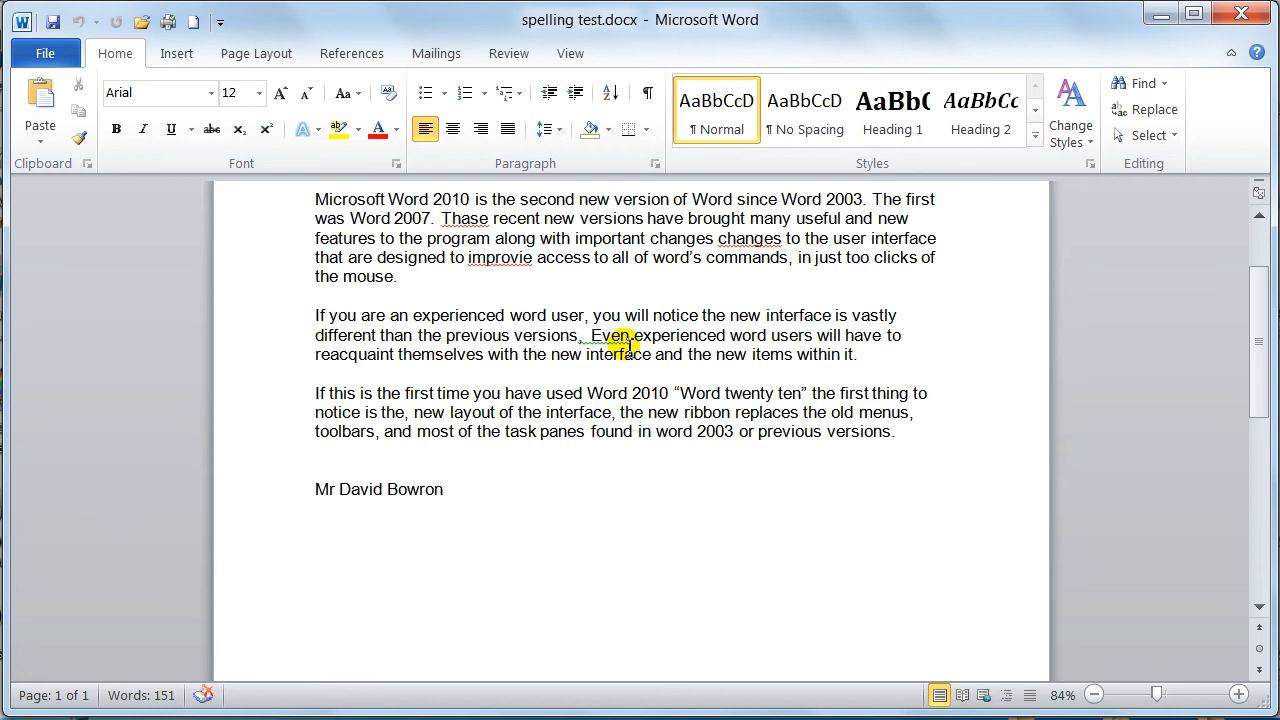 spelling test.docx - Microsoft Word
File Home Insert Page Layout References Mailings Review View
Arial 12 Aa Find
Paste B I U abc x₂ x² A A AaBbCcD AaBbCcD AaBbC AaBbCc Change Styles Replace
¶ Normal ¶ No Spacing Heading 1 Heading 2 Select
Clipboard Font Paragraph Styles Editing
Microsoft Word 2010 is the second new version of Word since Word 2003. The first
was Word 2007. Thase recent new versions have brought many useful and new
features to the program along with important changes changes to the user interface
that are designed to improvie access to all of word’s commands, in just too clicks of
the mouse.
If you are an experienced word user, you will notice the new interface is vastly
different than the previous versions, Even experienced word users will have to
reacquaint themselves with the new interface and the new items within it.
If this is the first time you have used Word 2010 “Word twenty ten” the first thing to
notice is the, new layout of the interface, the new ribbon replaces the old menus,
toolbars, and most of the task panes found in word 2003 or previous versions.
Mr David Bowron
Page: 1 of 1 Words: 151 84%